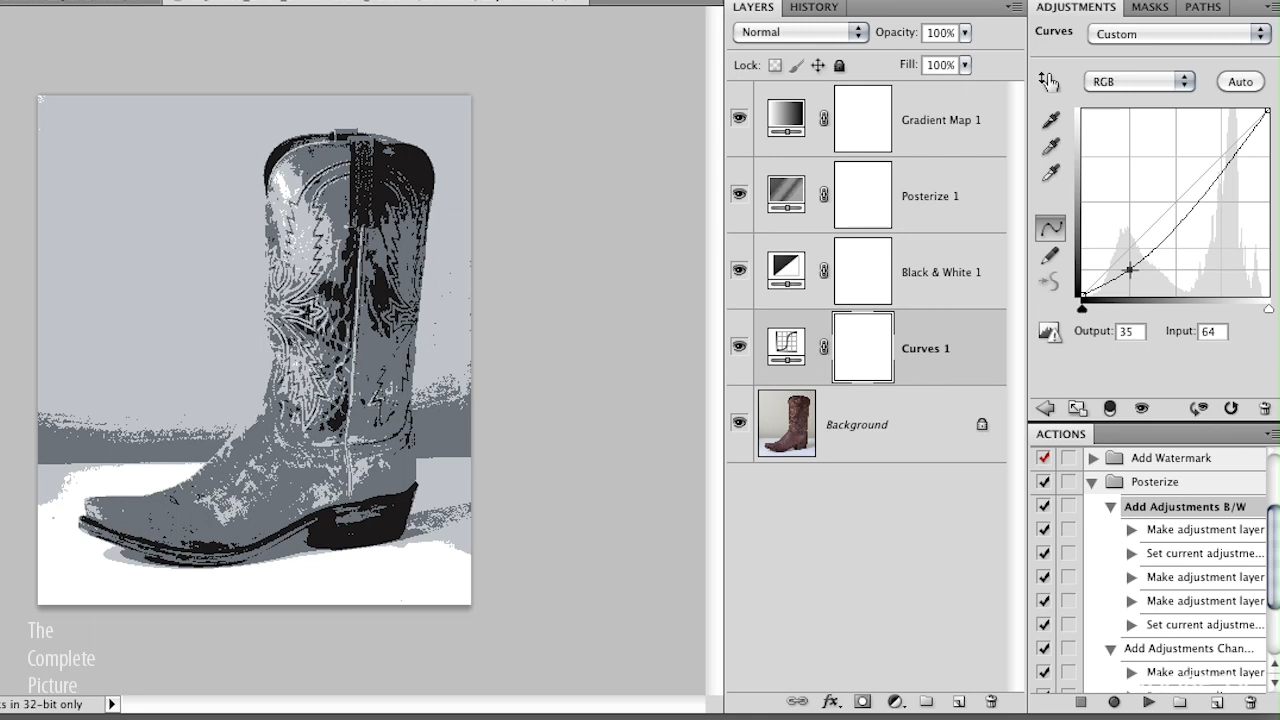 LAYERS
HISTORY
Normal
Opacity: 100%
Lock:
Fill: 100%
Gradient Map 1
Posterize 1
Black & White 1
Curves 1
Background
ADJUSTMENTS
MASKS
PATHS
Curves
Custom
RGB
Auto
Output: 35
Input: 64
ACTIONS
Add Watermark
Posterize
Add Adjustments B/W
Make adjustment layer
Set current adjustme...
Make adjustment layer
Make adjustment layer
Set current adjustme...
Add Adjustments Chan...
Make adjustment layer
The
Complete
Picture
s in 32-bit only
fx